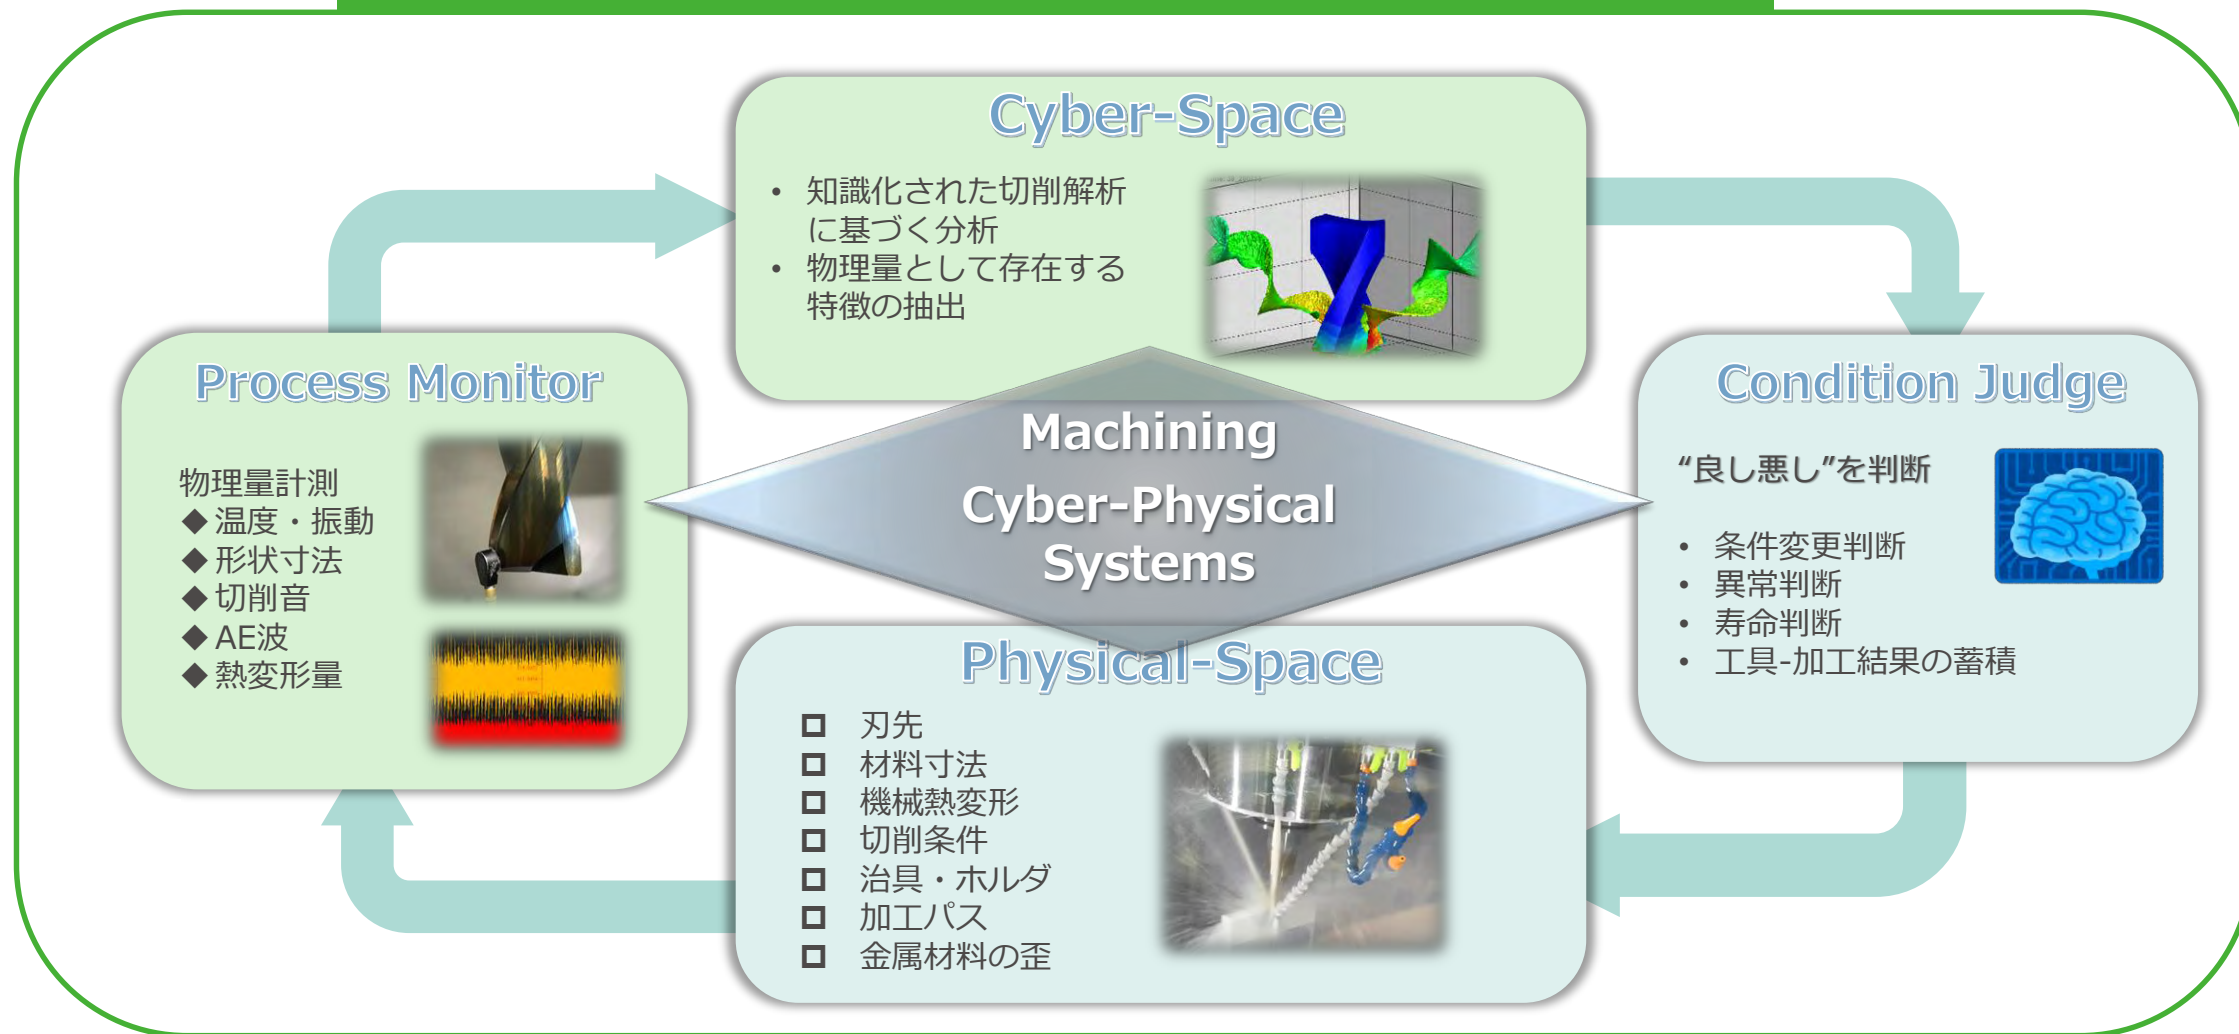 Cyber-Space
• 知識化された切削解析
に基づく分析
• 物理量として存在する
特徴の抽出
Process Monitor
物理量計測
◆温度・振動
◆形状寸法
◆切削音
◆AE波
◆熱変形量
Machining
Cyber-Physical
Systems
Condition Judge
“良し悪し”を判断
• 条件変更判断
• 異常判断
• 寿命判断
• 工具-加工結果の蓄積
Physical-Space
刃先
材料寸法
機械熱変形
切削条件
治具・ホルダ
加工パス
金属材料の歪